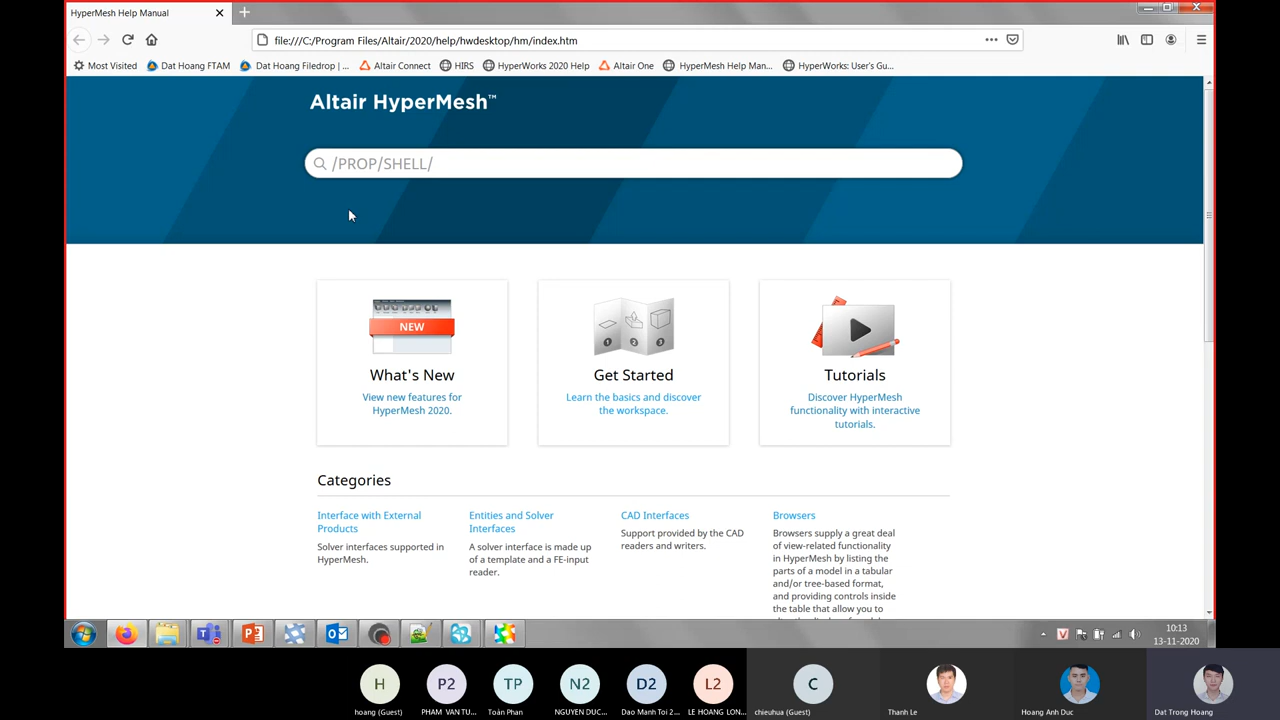 HyperMesh Help Manual
file:///C:/Program Files/Altair/2020/help/hwdesktop/hm/index.htm
Most Visited
Dat Hoang FTAM
Dat Hoang Filedrop | ...
Altair Connect
HIRS
HyperWorks 2020 Help
Altair One
HyperMesh Help Man...
HyperWorks: User's Gu...
Altair HyperMesh™
/PROP/SHELL/
NEW
What's New
View new features for
HyperMesh 2020.
1 2 3
Get Started
Learn the basics and discover
the workspace.
Tutorials
Discover HyperMesh
functionality with interactive
tutorials.
Categories
Interface with External
Products
Solver interfaces supported in
HyperMesh.
Entities and Solver
Interfaces
A solver interface is made up
of a template and a FE-input
reader.
CAD Interfaces
Support provided by the CAD
readers and writers.
Browsers
Browsers supply a great deal
of view-related functionality
in HyperMesh by listing the
parts of a model in a tabular
and/or tree-based format,
and providing controls inside
the table that allow you to
10:13
13-11-2020
H
hoang (Guest)
P2
PHAM VAN TU...
TP
Toàn Phan
N2
NGUYEN DUC...
D2
Dao Manh Toi 2...
L2
LE HOANG LON...
C
chieuhua (Guest)
Thanh Le
Hoang Anh Duc
Dat Trong Hoang